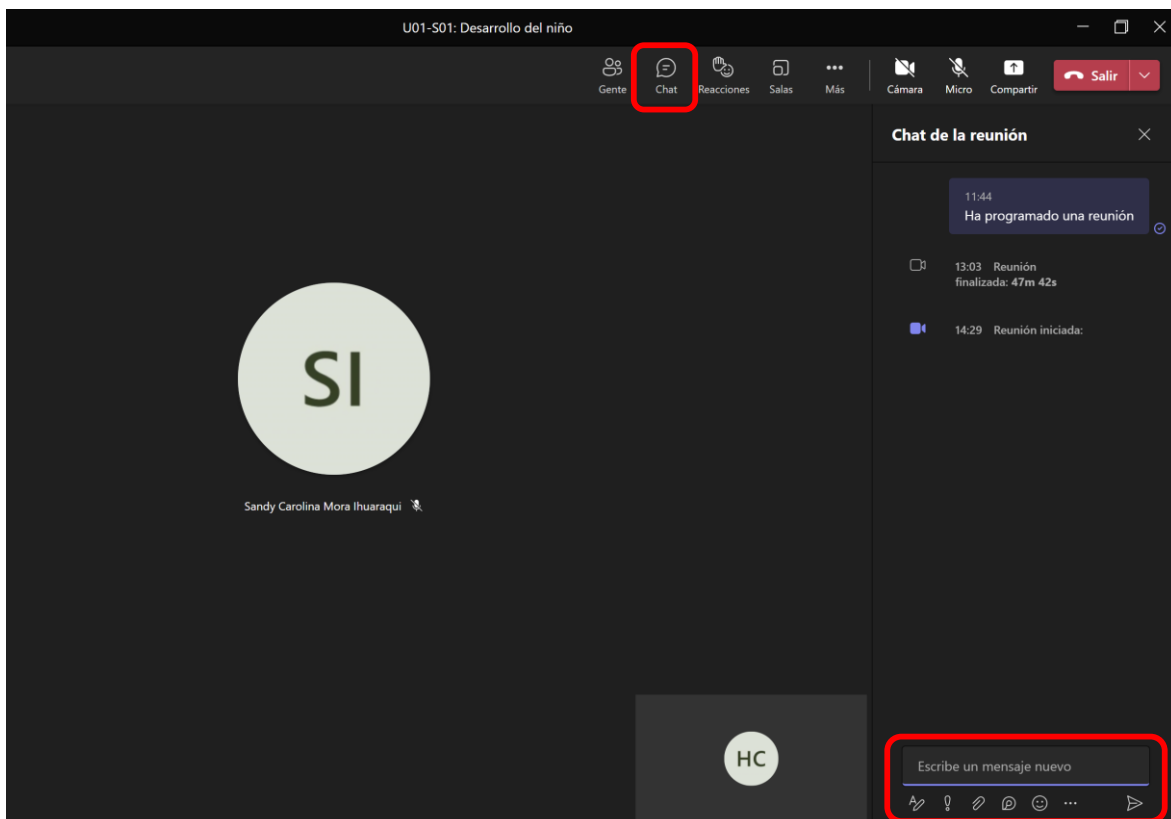 U01-S01: Desarrollo del niño
Gente
Chat
Reacciones
Salas
Más
Cámara
Micro
Compartir
Salir
Chat de la reunión
11:44
Ha programado una reunión
13:03 Reunión
finalizada: 47m 42s
14:29 Reunión iniciada:
SI
Sandy Carolina Mora Ihuaraqui
HC
Escribe un mensaje nuevo